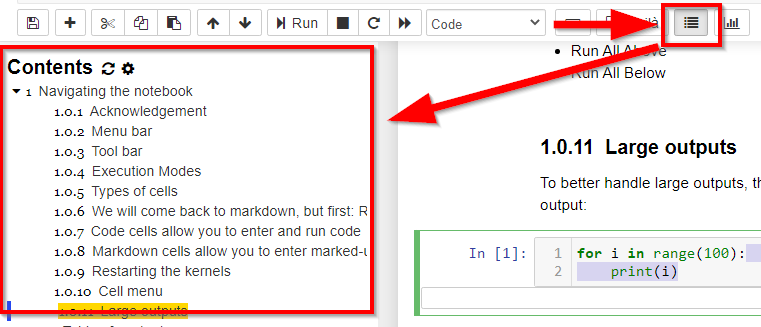 Run
Code
Contents
1 Navigating the notebook
1.0.1 Acknowledgement
1.0.2 Menu bar
1.0.3 Tool bar
1.0.4 Execution Modes
1.0.5 Types of cells
1.0.6 We will come back to markdown, but first: R
1.0.7 Code cells allow you to enter and run code
1.0.8 Markdown cells allow you to enter marked-u
1.0.9 Restarting the kernels
1.0.10 Cell menu
1.0.11 Large outputs
Run All Above
Run All Below
1.0.11 Large outputs
To better handle large outputs, th
output:
In [1]:
1 for i in range(100):
2 print(i)